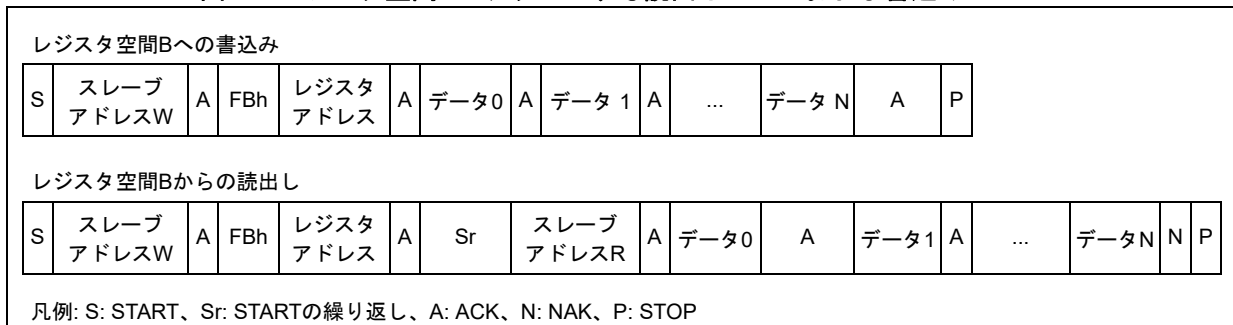 レジスタ空間Bへの書込み
S スレーブ アドレスW A FBh レジスタ アドレス A データ0 A データ 1 A ... データ N A P
レジスタ空間Bからの読出し
S スレーブ アドレスW A FBh レジスタ アドレス A Sr スレーブ アドレスR A データ0 A データ1 A ... データN N P
凡例: S: START、Sr: STARTの繰り返し、A: ACK、N: NAK、P: STOP